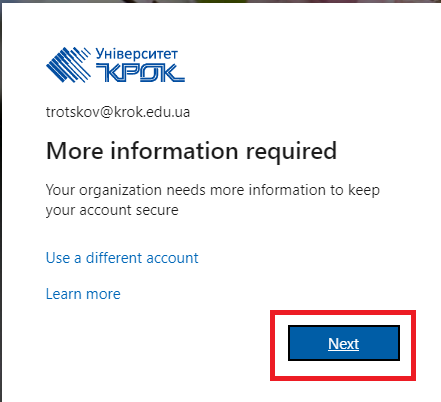 Університет
КРОК
trotskov@krok.edu.ua
More information required
Your organization needs more information to keep
your account secure
Use a different account
Learn more
Next